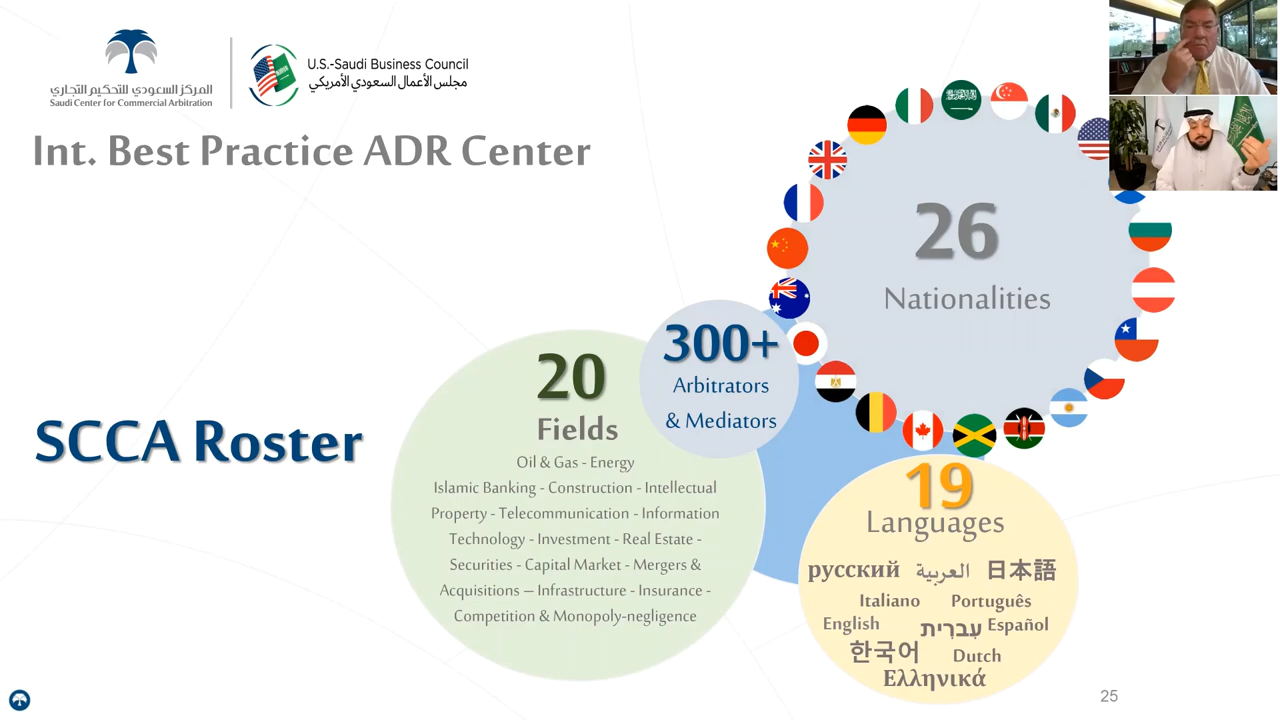 المركز السعودي للتحكيم التجاري
Saudi Center for Commercial Arbitration
U.S.-Saudi Business Council
مجلس الأعمال السعودي الأمريكي
Int. Best Practice ADR Center
SCCA Roster
20
Fields
Oil & Gas - Energy
Islamic Banking - Construction - Intellectual
Property - Telecommunication - Information
Technology - Investment - Real Estate -
Securities - Capital Market - Mergers &
Acquisitions – Infrastructure - Insurance -
Competition & Monopoly-negligence
300+
Arbitrators
& Mediators
26
Nationalities
19
Languages
русский العربية 日本語
Italiano Português
English עִברִית Español
한국어 Dutch
Ελληνικά
25